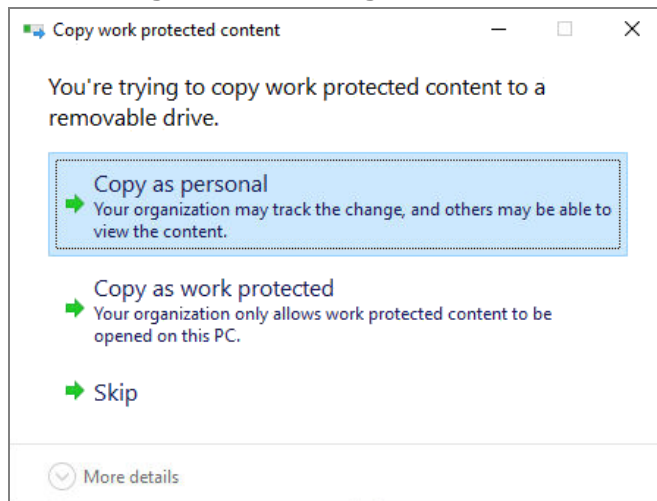 Copy work protected content
You're trying to copy work protected content to a
removable drive.
Copy as personal
Your organization may track the change, and others may be able to
view the content.
Copy as work protected
Your organization only allows work protected content to be
opened on this PC.
Skip
More details